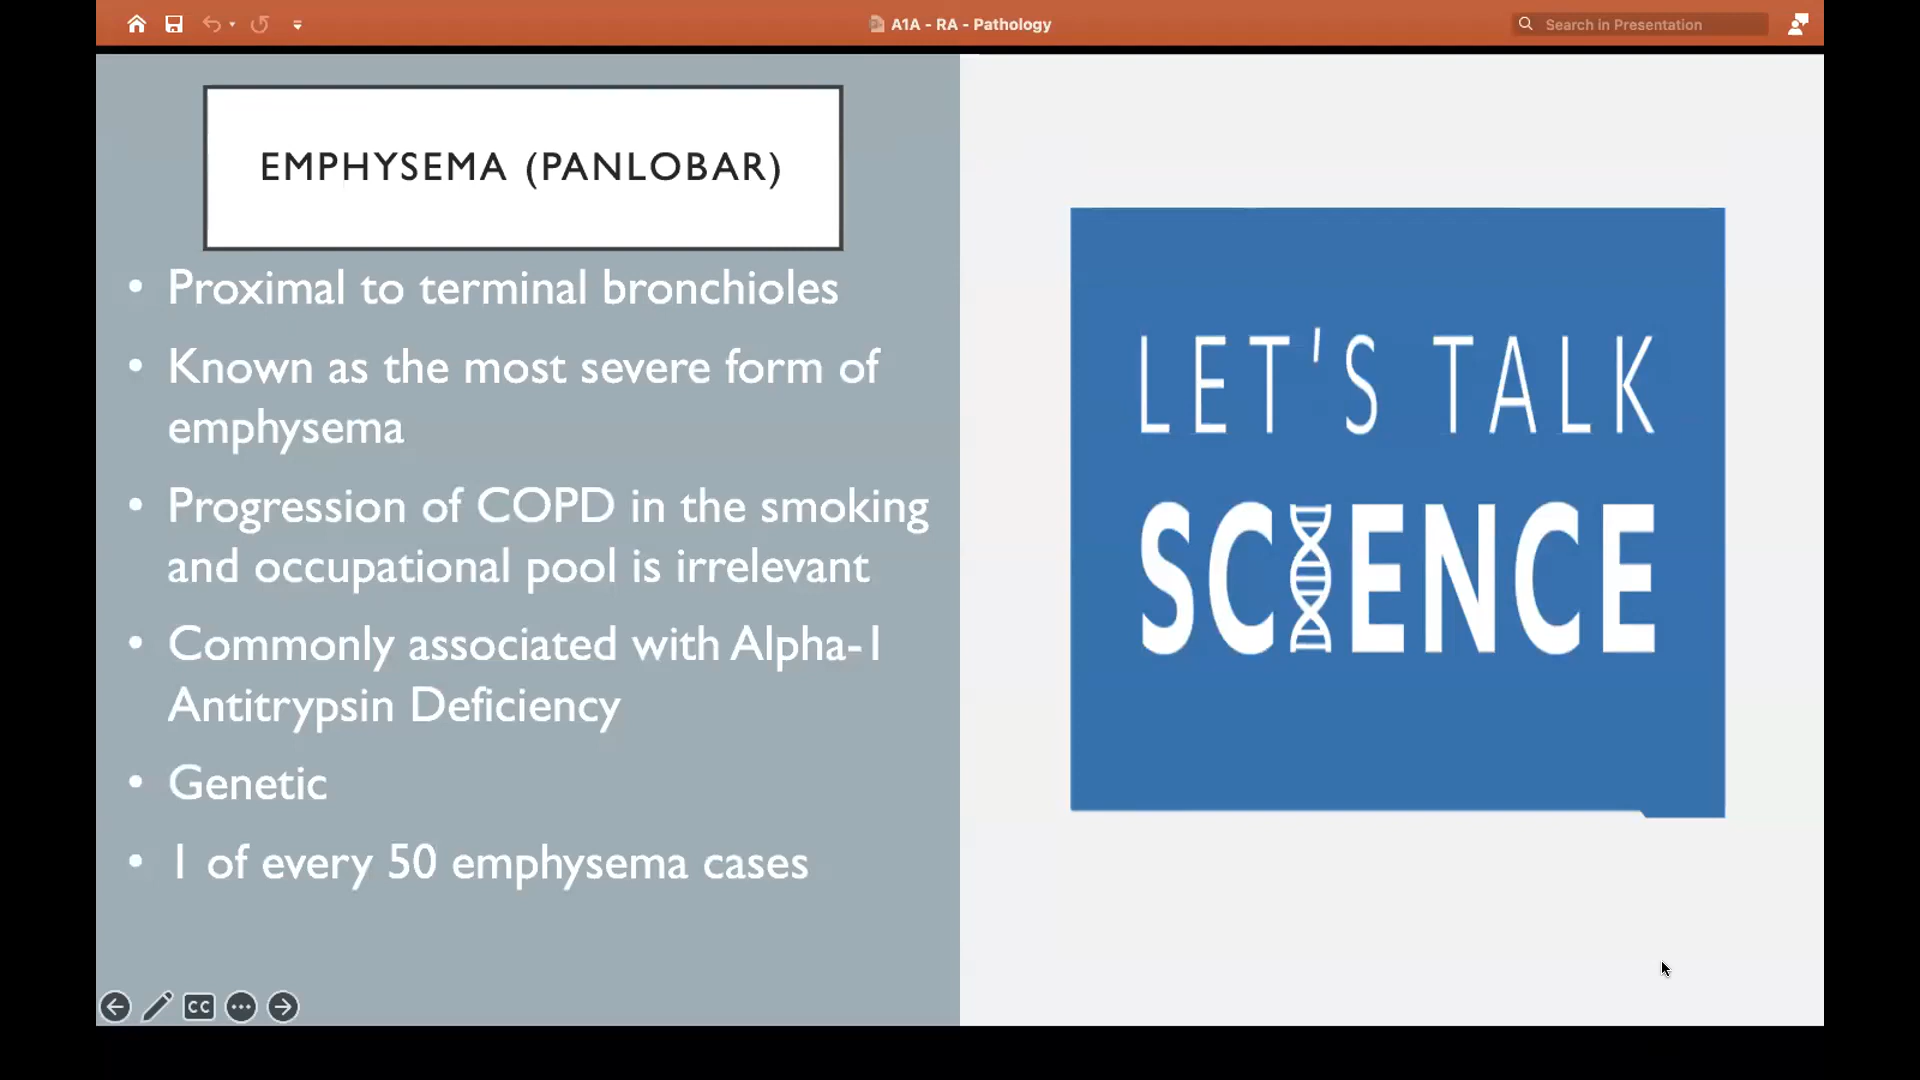 A1A - RA - Pathology
Search in Presentation
EMPHYSEMA (PANLOBAR)
• Proximal to terminal bronchioles
• Known as the most severe form of
emphysema
• Progression of COPD in the smoking
and occupational pool is irrelevant
• Commonly associated with Alpha-1
Antitrypsin Deficiency
• Genetic
• 1 of every 50 emphysema cases
LET'S TALK
SCIENCE
CC